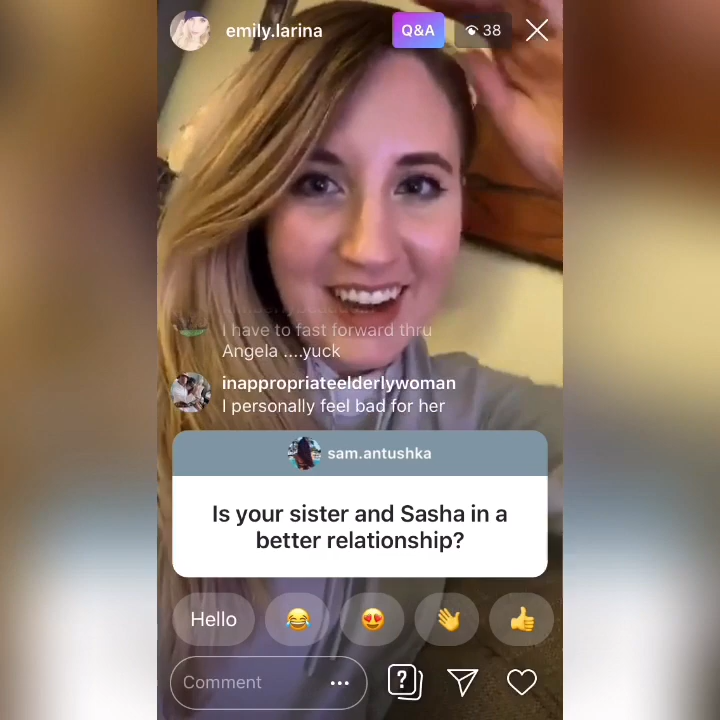 emily.larina
Q&A
38
I have to fast forward thru
Angela ....yuck
inappropriateelderlywoman
I personally feel bad for her
sam.antushka
Is your sister and Sasha in a
better relationship?
Hello
Comment